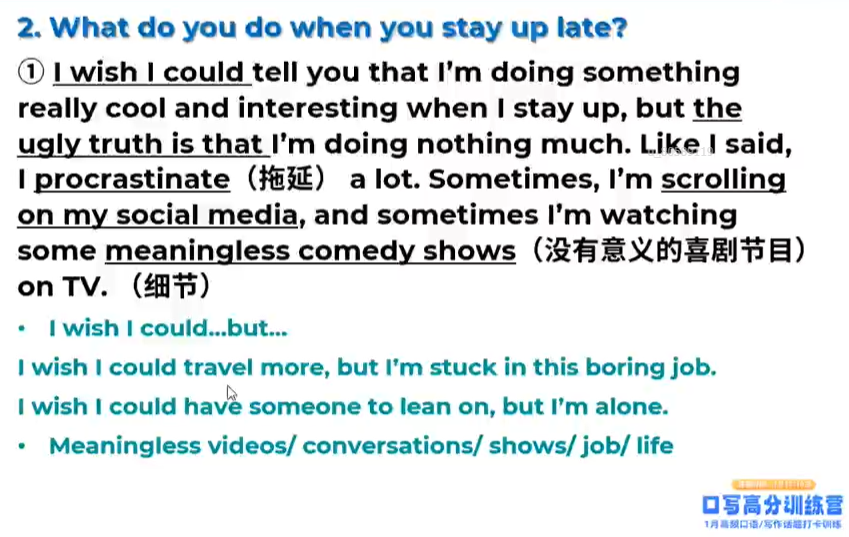 2. What do you do when you stay up late?
① I wish I could tell you that I'm doing something
really cool and interesting when I stay up, but the
ugly truth is that I'm doing nothing much. Like I said,
I procrastinate（拖延） a lot. Sometimes, I'm scrolling
on my social media, and sometimes I'm watching
some meaningless comedy shows（没有意义的喜剧节目）
on TV. （细节）
• I wish I could...but...
I wish I could travel more, but I'm stuck in this boring job.
I wish I could have someone to lean on, but I'm alone.
• Meaningless videos/ conversations/ shows/ job/ life
口写高分训练营
1月高频口语/写作话题打卡训练